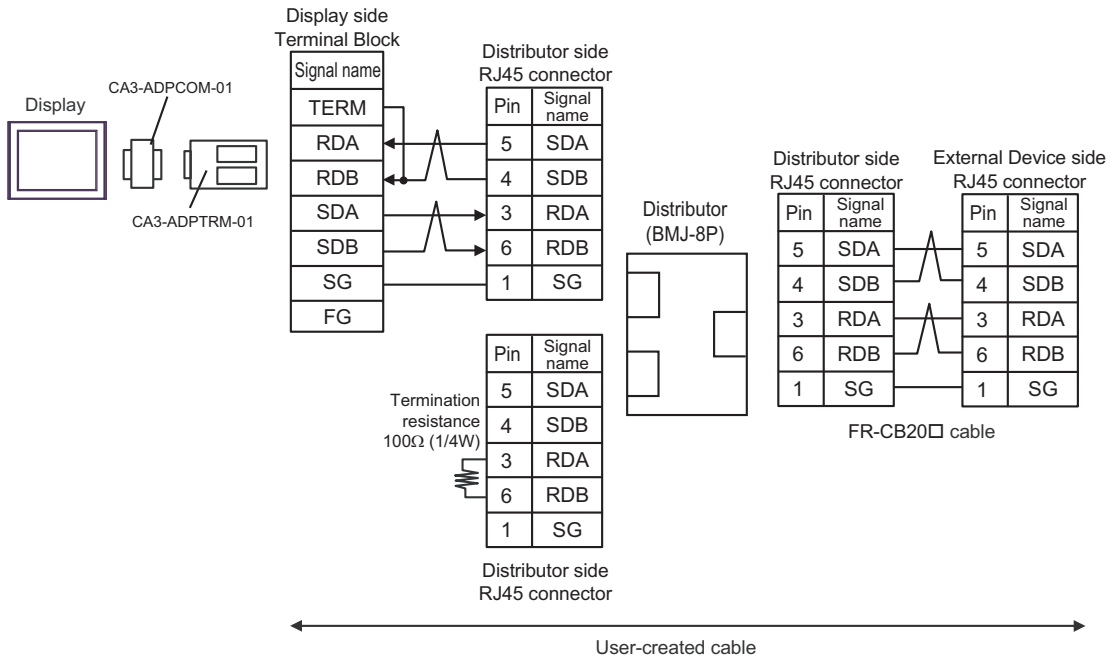 Display side
Terminal Block
Signal name
TERM
RDA
RDB
SDA
SDB
SG
FG
Display
CA3-ADPCOM-01
CA3-ADPTRM-01
Distributor side
RJ45 connector
Pin Signal name
5 SDA
4 SDB
3 RDA
6 RDB
1 SG
Pin Signal name
5 SDA
4 SDB
3 RDA
6 RDB
1 SG
Termination
resistance
100Ω (1/4W)
Distributor side
RJ45 connector
Distributor
(BMJ-8P)
Distributor side
RJ45 connector
Pin Signal name
5 SDA
4 SDB
3 RDA
6 RDB
1 SG
External Device side
RJ45 connector
Pin Signal name
5 SDA
4 SDB
3 RDA
6 RDB
1 SG
FR-CB20□ cable
User-created cable